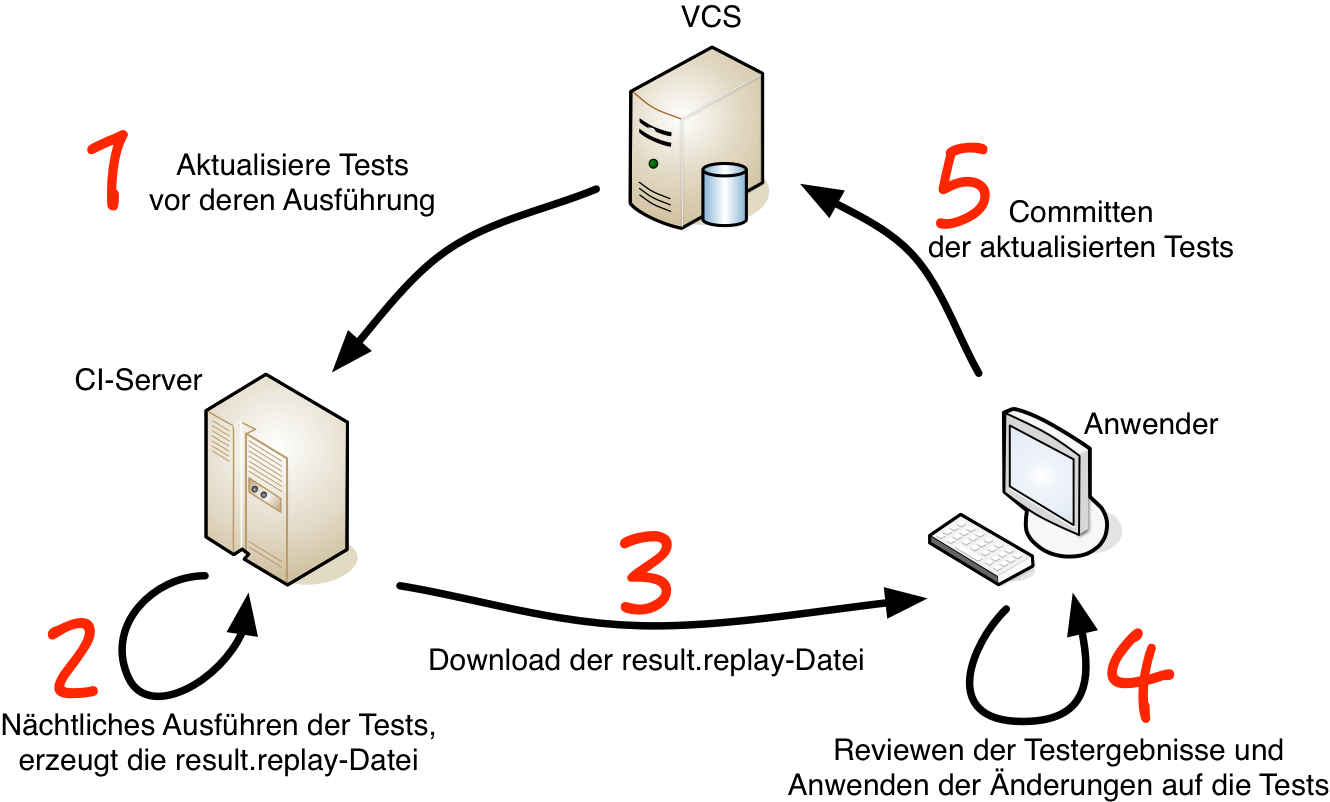 VCS
1
Aktualisiere Tests
vor deren Ausführung
5
Committen
der aktualisierten Tests
CI-Server
Anwender
3
Download der result.replay-Datei
2
Nächtliches Ausführen der Tests,
erzeugt die result.replay-Datei
4
Reviewen der Testergebnisse und
Anwenden der Änderungen auf die Tests